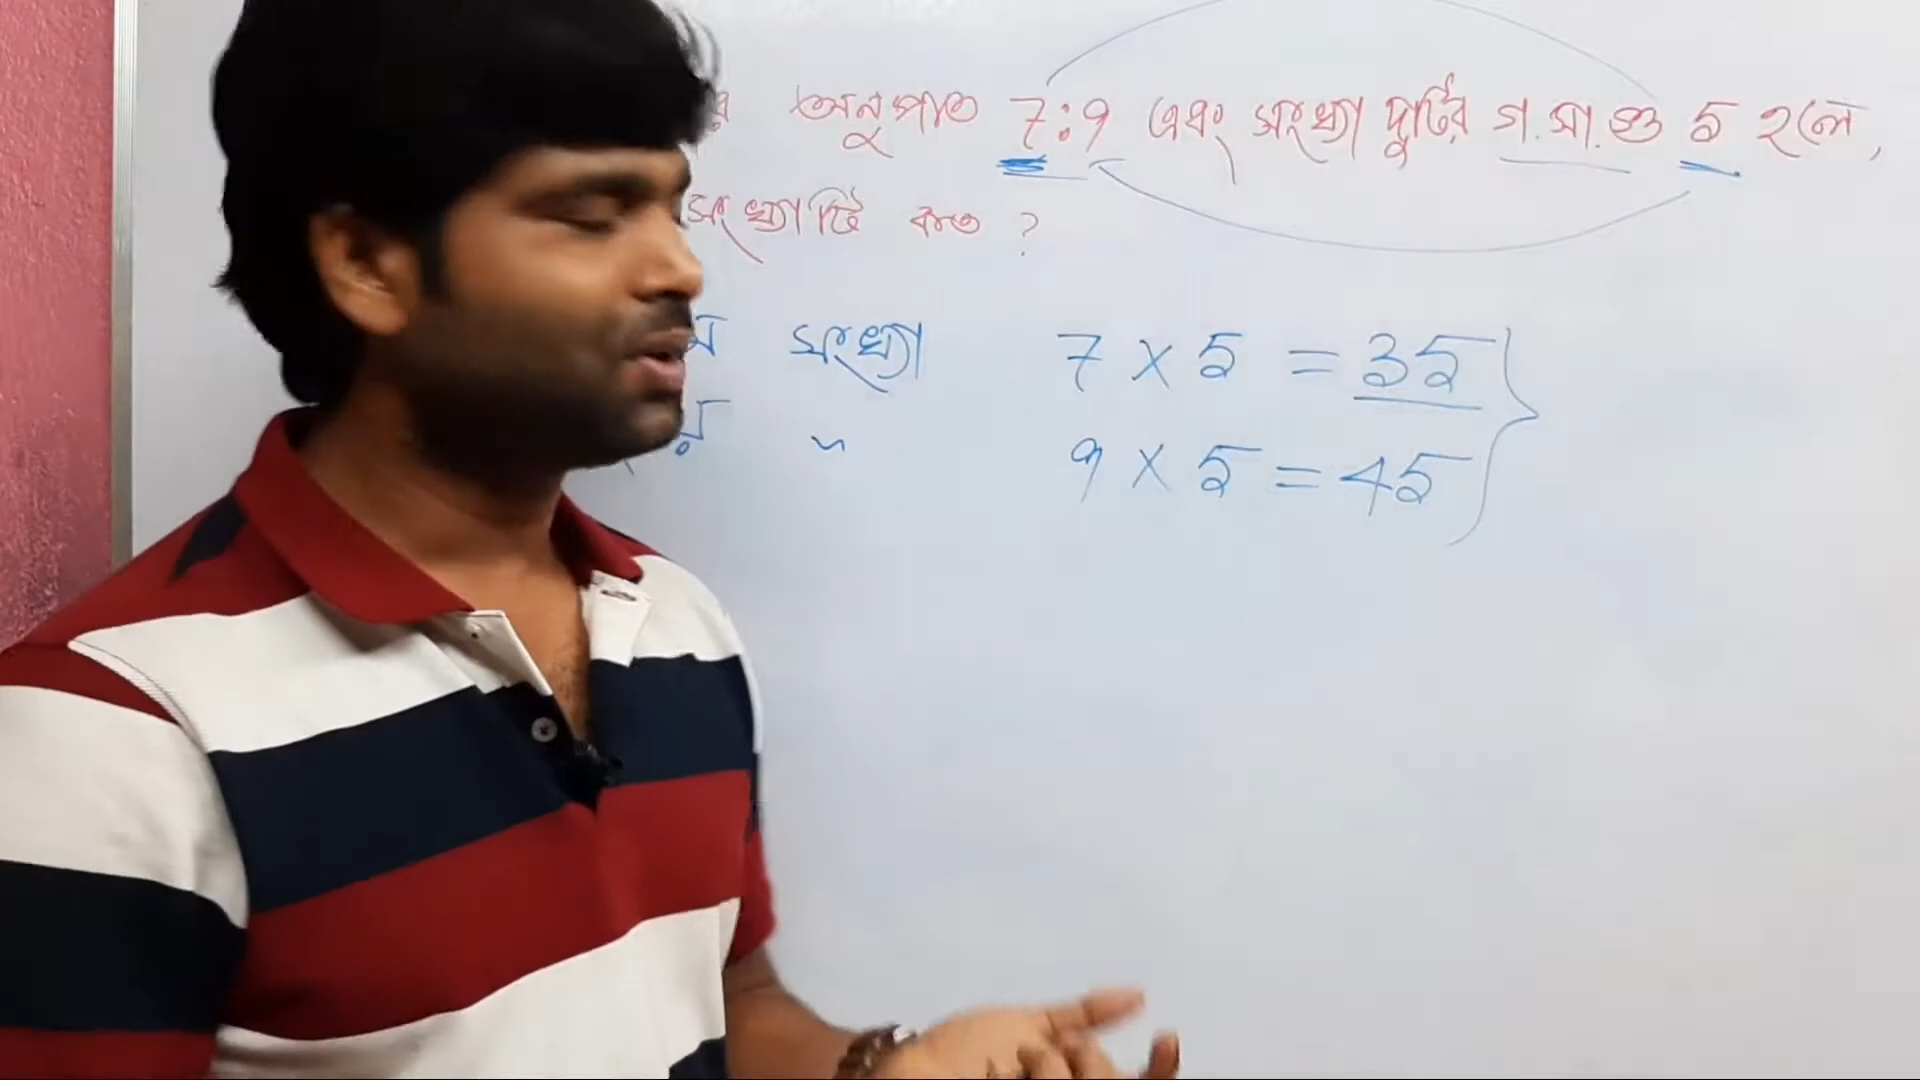 অনুপাত 7:9 এবং সংখ্যা দুটির গ.সা.গু 5 হলে,
সংখ্যাটি কত ?
সংখ্যা 7 × 5 = 35
" 9 × 5 = 45